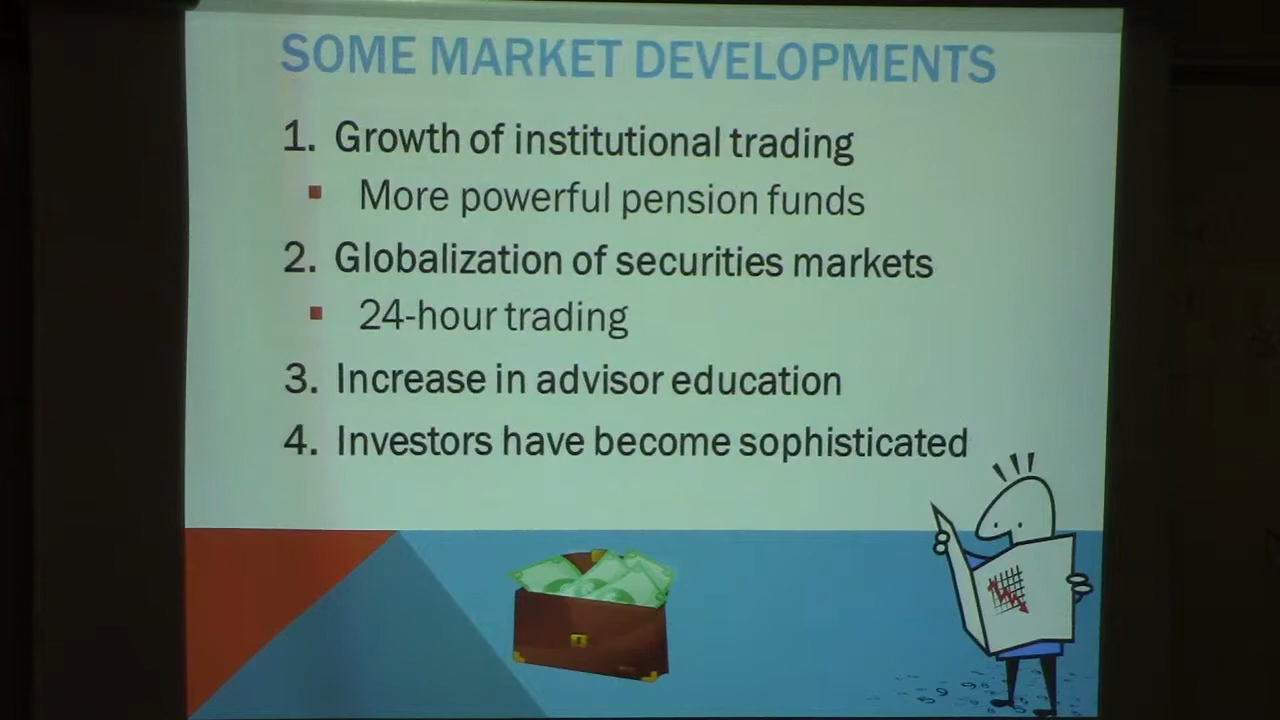 SOME MARKET DEVELOPMENTS
1. Growth of institutional trading
▪ More powerful pension funds
2. Globalization of securities markets
▪ 24-hour trading
3. Increase in advisor education
4. Investors have become sophisticated